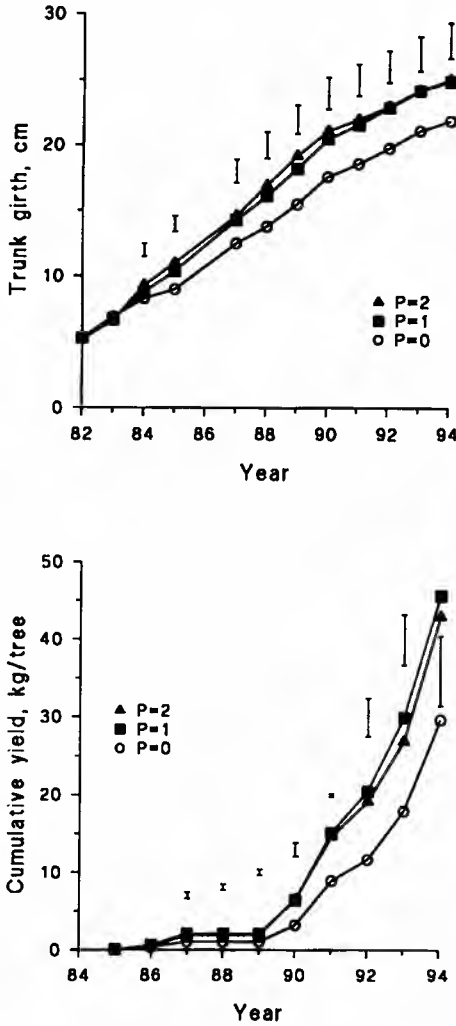 30
Trunk girth, cm
20
10
0
P=2
P=1
P=0
82 84 86 88 90 92 94
Year
50
Cumulative yield, kg/tree
40
30
20
10
0
P=2
P=1
P=0
84 86 88 90 92 94
Year